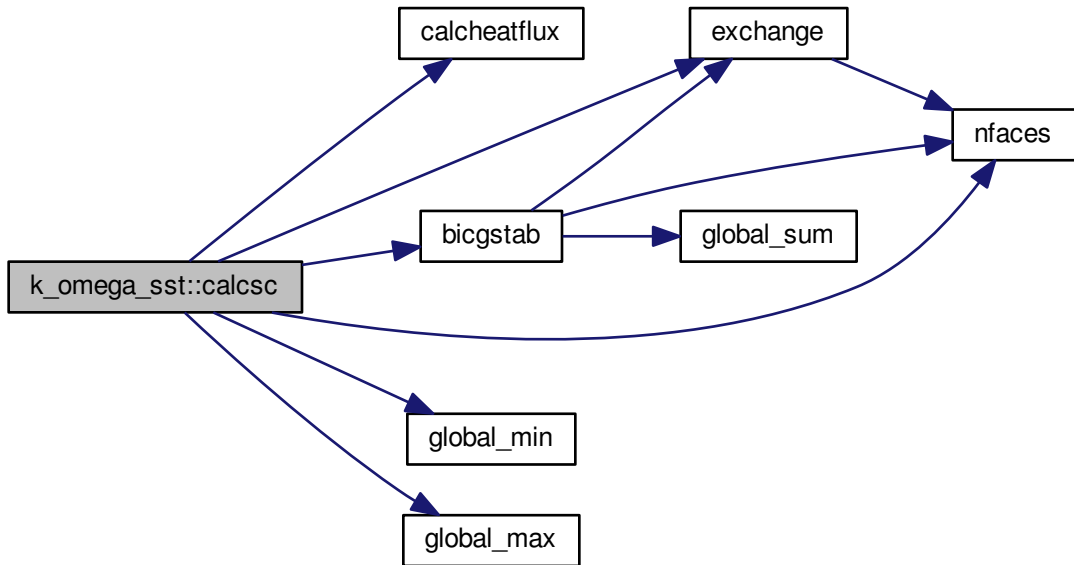 calcheatflux
exchange
nfaces
bicgstab
global_sum
k_omega_sst::calcsc
global_min
global_max